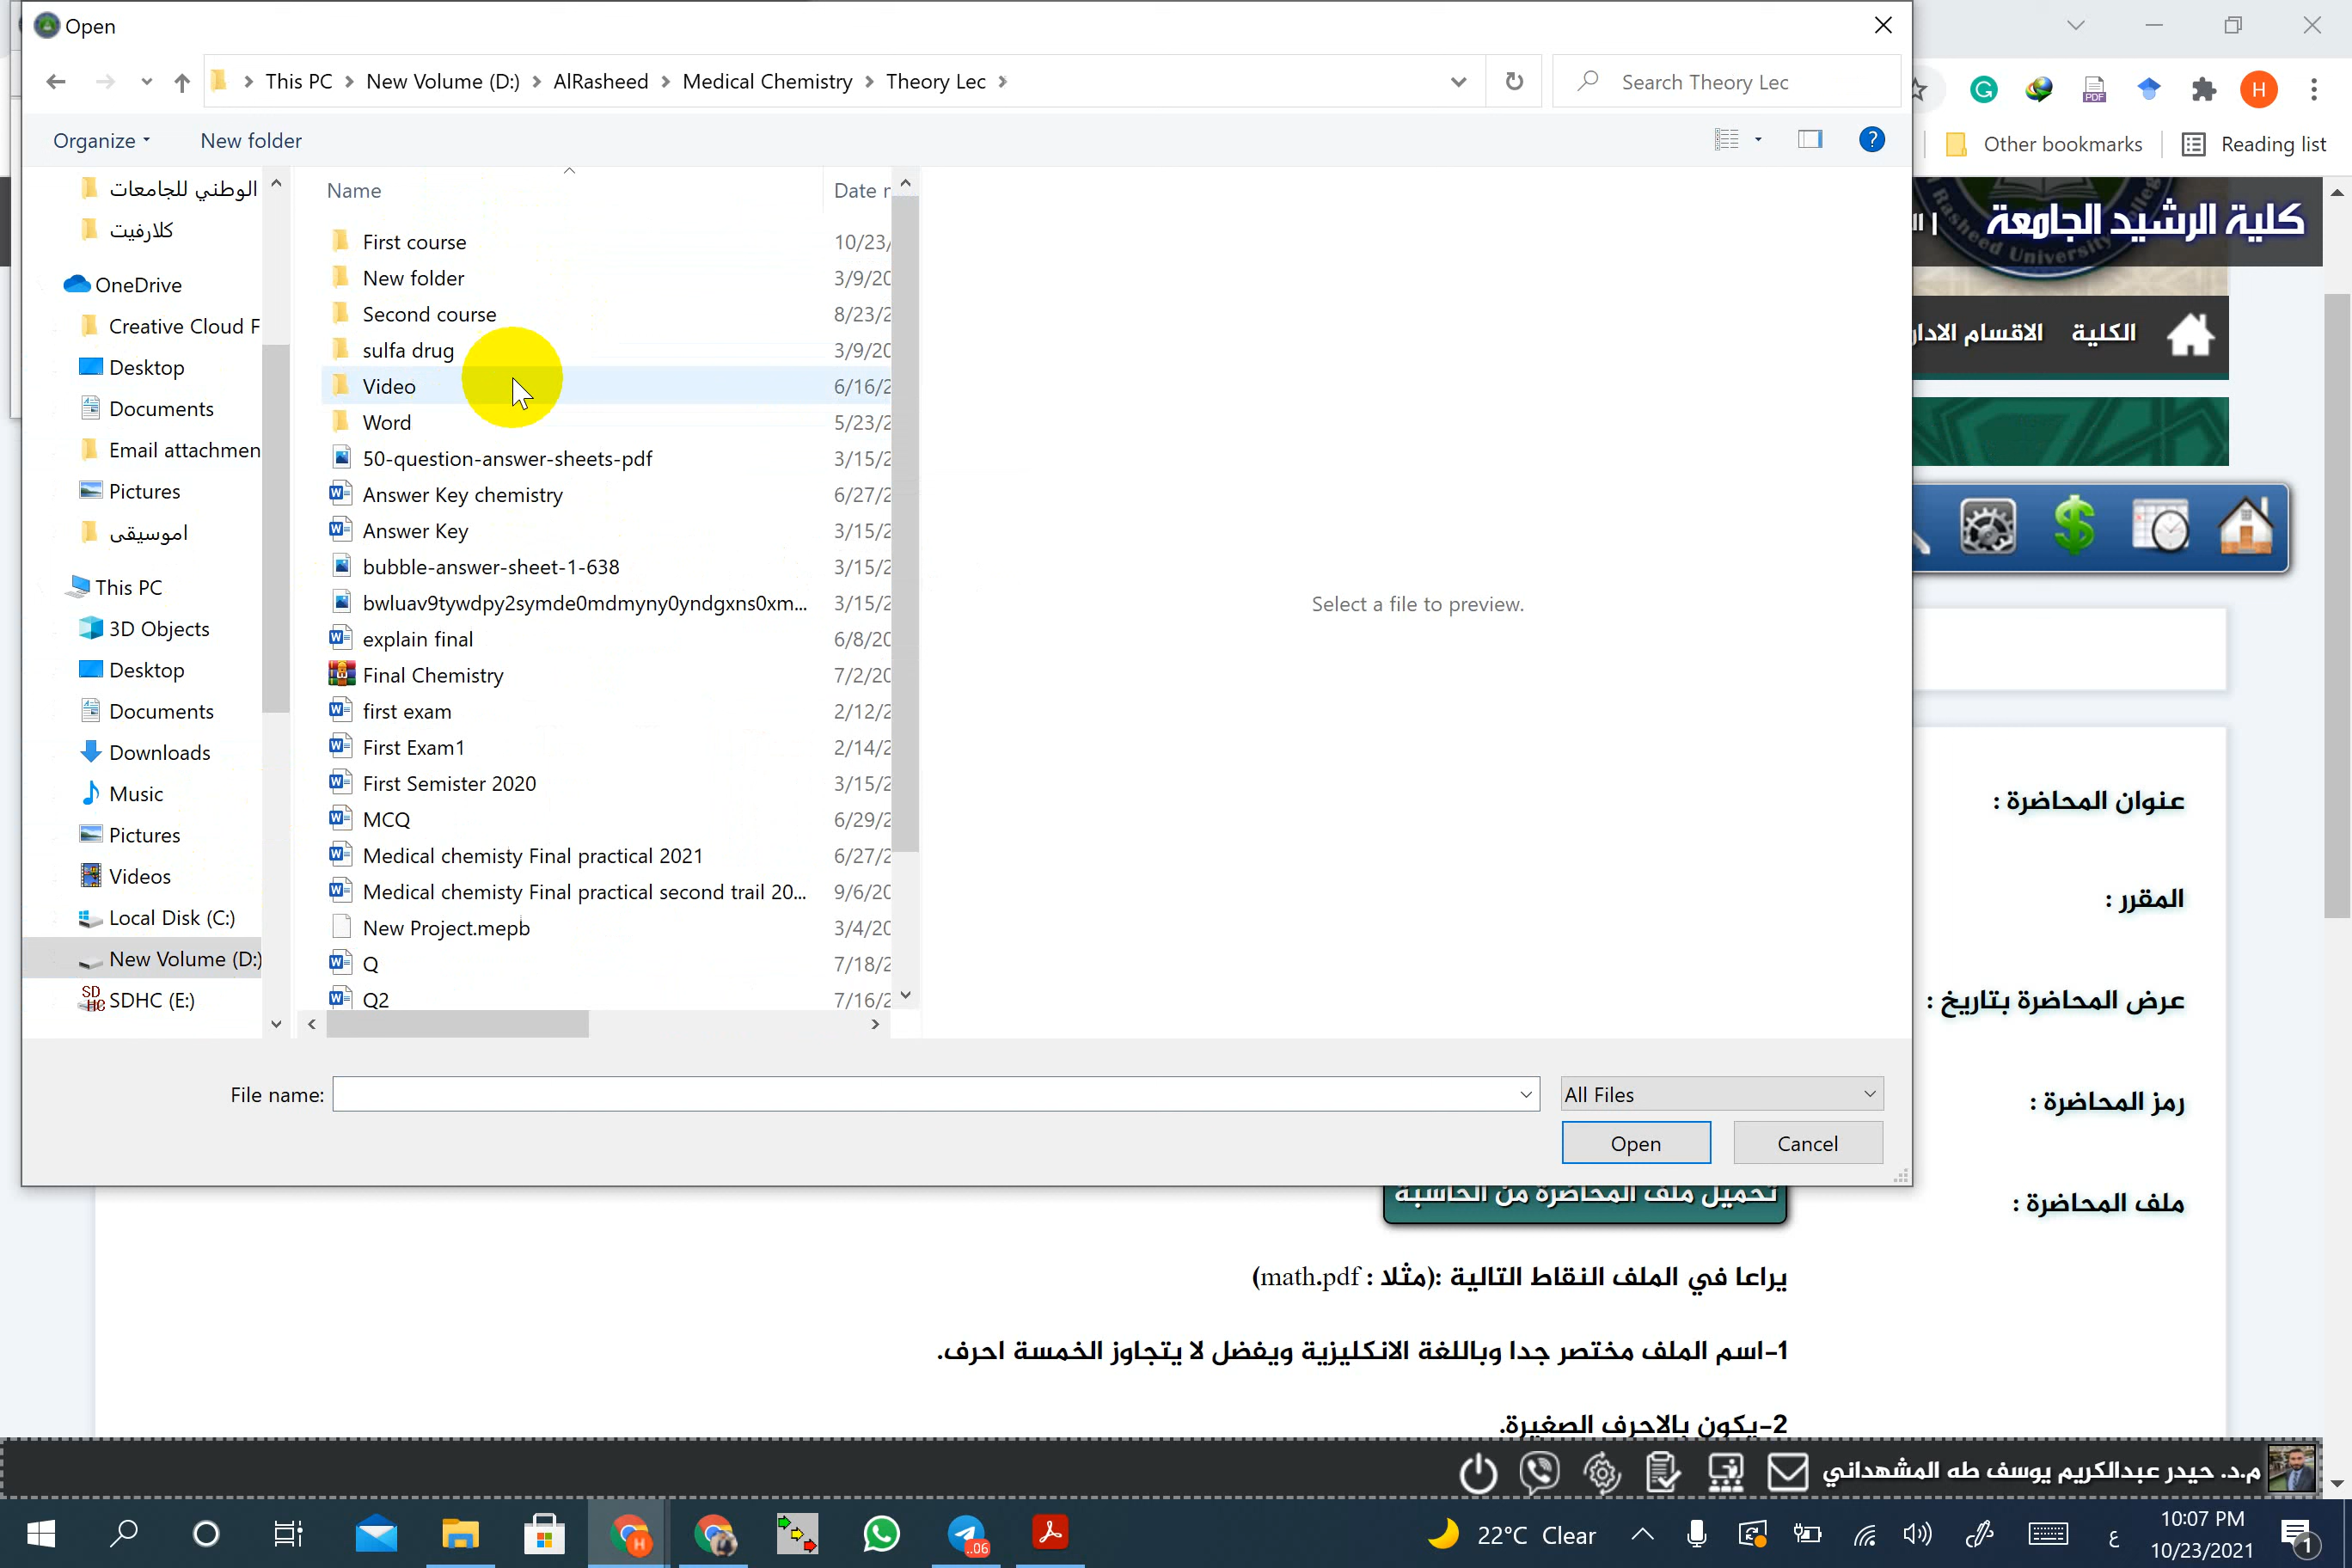 Open
This PC > New Volume (D:) > AlRasheed > Medical Chemistry > Theory Lec >
Search Theory Lec
Organize
New folder
Name
Date r
الوطني للجامعات
كلارفيت
OneDrive
Creative Cloud F
Desktop
Documents
Email attachmen
Pictures
اموسيقى
This PC
3D Objects
Desktop
Documents
Downloads
Music
Pictures
Videos
Local Disk (C:)
New Volume (D:)
SDHC (E:)
First course 10/23/
New folder 3/9/20
Second course 8/23/2
sulfa drug 3/9/20
Video 6/16/2
Word 5/23/2
50-question-answer-sheets-pdf 3/15/2
Answer Key chemistry 6/27/2
Answer Key 3/15/2
bubble-answer-sheet-1-638 3/15/2
bwluav9tywdpy2symde0mdmyny0yndgxns0xm... 3/15/2
explain final 6/8/20
Final Chemistry 7/2/20
first exam 2/12/2
First Exam1 2/14/2
First Semister 2020 3/15/2
MCQ 6/29/2
Medical chemisty Final practical 2021 6/27/2
Medical chemisty Final practical second trail 20... 9/6/20
New Project.mepb 3/4/20
Q 7/18/2
Q2 7/16/2
Select a file to preview.
File name:
All Files
Open
Cancel
H
PDF
Other bookmarks
Reading list
كلية الرشيد الجامعة
Rasheed University
الكلية
الاقسام الادار
عنوان المحاضرة :
المقرر :
عرض المحاضرة بتاريخ :
رمز المحاضرة :
ملف المحاضرة :
تحميل ملف المحاضرة من الحاسبة
يراعا في الملف النقاط التالية :(مثلا : math.pdf)
1-اسم الملف مختصر جدا وباللغة الانكليزية ويفضل لا يتجاوز الخمسة احرف.
2-يكون بالاحرف الصغيرة.
م.د. حيدر عبدالكريم يوسف طه المشهداني
..06
22°C Clear
ع
10:07 PM
10/23/2021
1